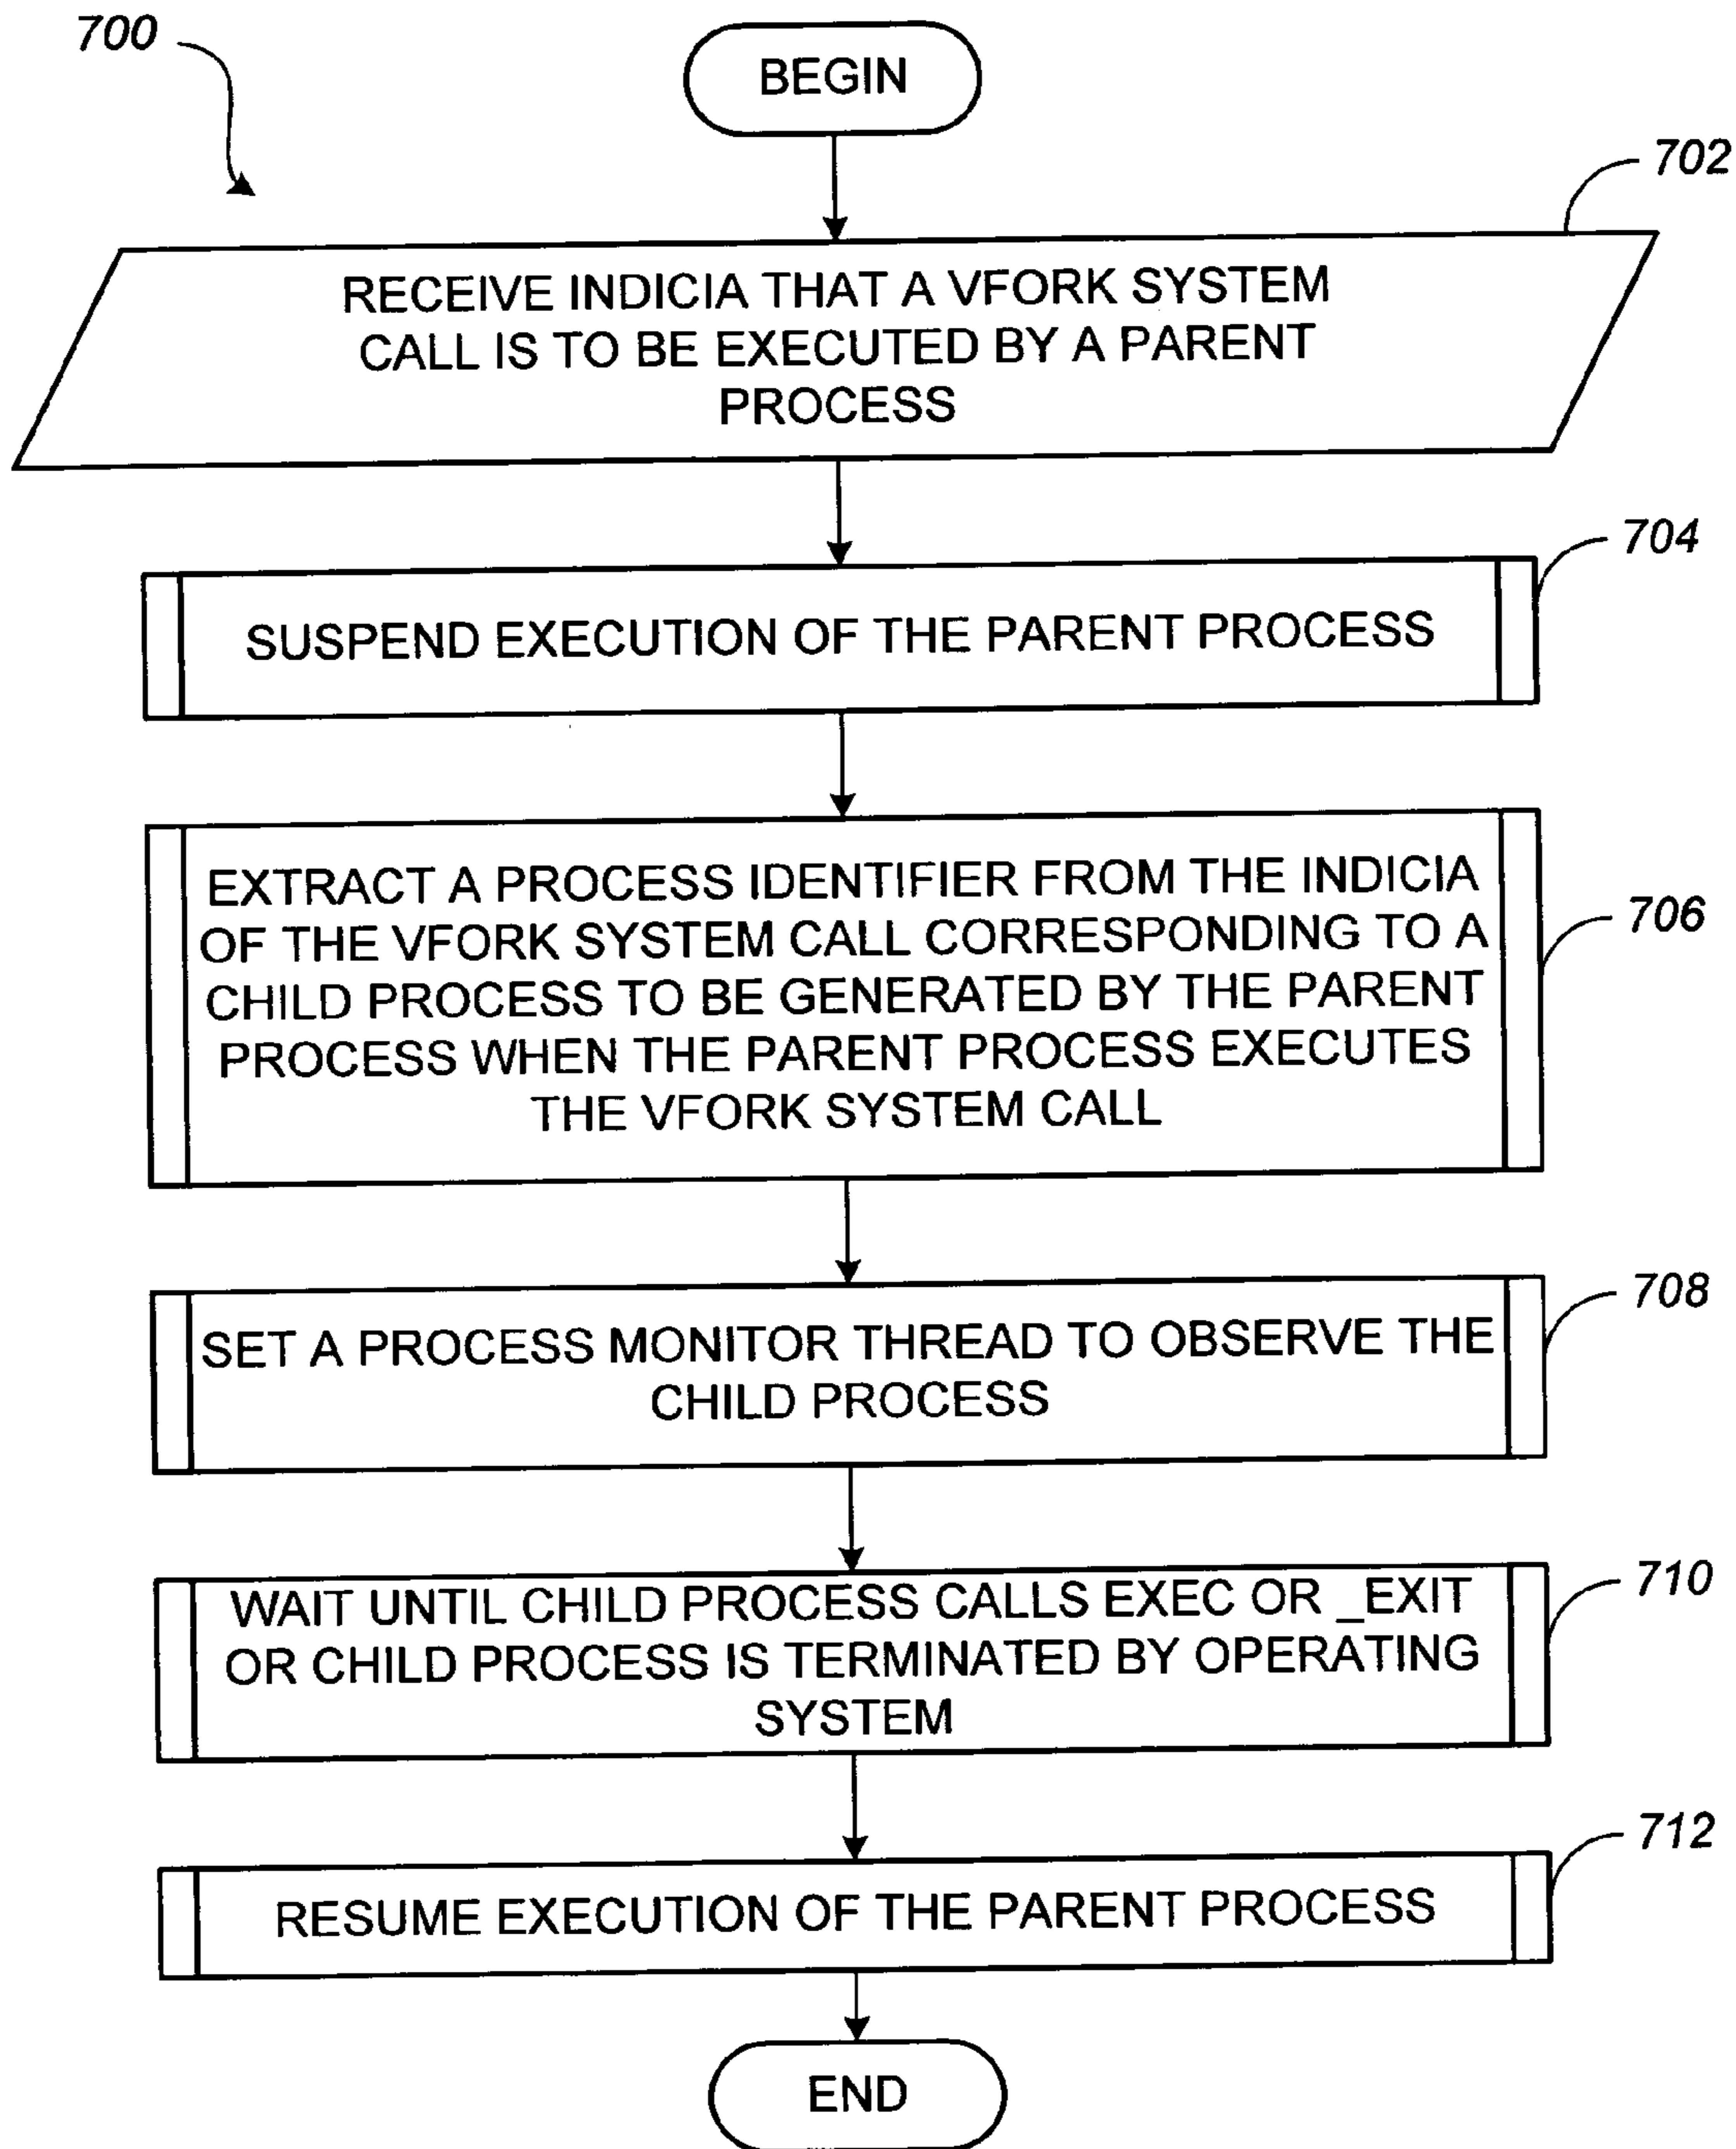 700
BEGIN
702
RECEIVE INDICIA THAT A VFORK SYSTEM
CALL IS TO BE EXECUTED BY A PARENT
PROCESS
704
SUSPEND EXECUTION OF THE PARENT PROCESS
706
EXTRACT A PROCESS IDENTIFIER FROM THE INDICIA
OF THE VFORK SYSTEM CALL CORRESPONDING TO A
CHILD PROCESS TO BE GENERATED BY THE PARENT
PROCESS WHEN THE PARENT PROCESS EXECUTES
THE VFORK SYSTEM CALL
708
SET A PROCESS MONITOR THREAD TO OBSERVE THE
CHILD PROCESS
710
WAIT UNTIL CHILD PROCESS CALLS EXEC OR _EXIT
OR CHILD PROCESS IS TERMINATED BY OPERATING
SYSTEM
712
RESUME EXECUTION OF THE PARENT PROCESS
END